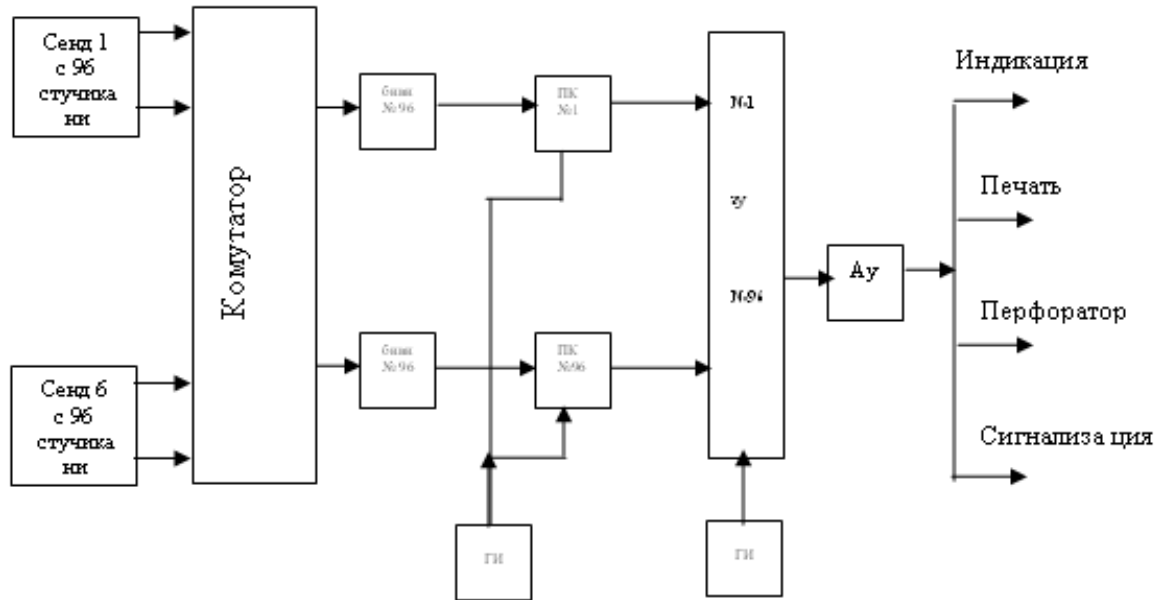 Сенд 1
с 96
стучика
ни
Комутатор
№96
ПК
№1
№1
зу
№96
Ау
Индикация
Печать
Перфоратор
Сигнализа ция
Сенд 6
с 96
стучика
ни
№96
ПК
№96
ГИ
ГИ